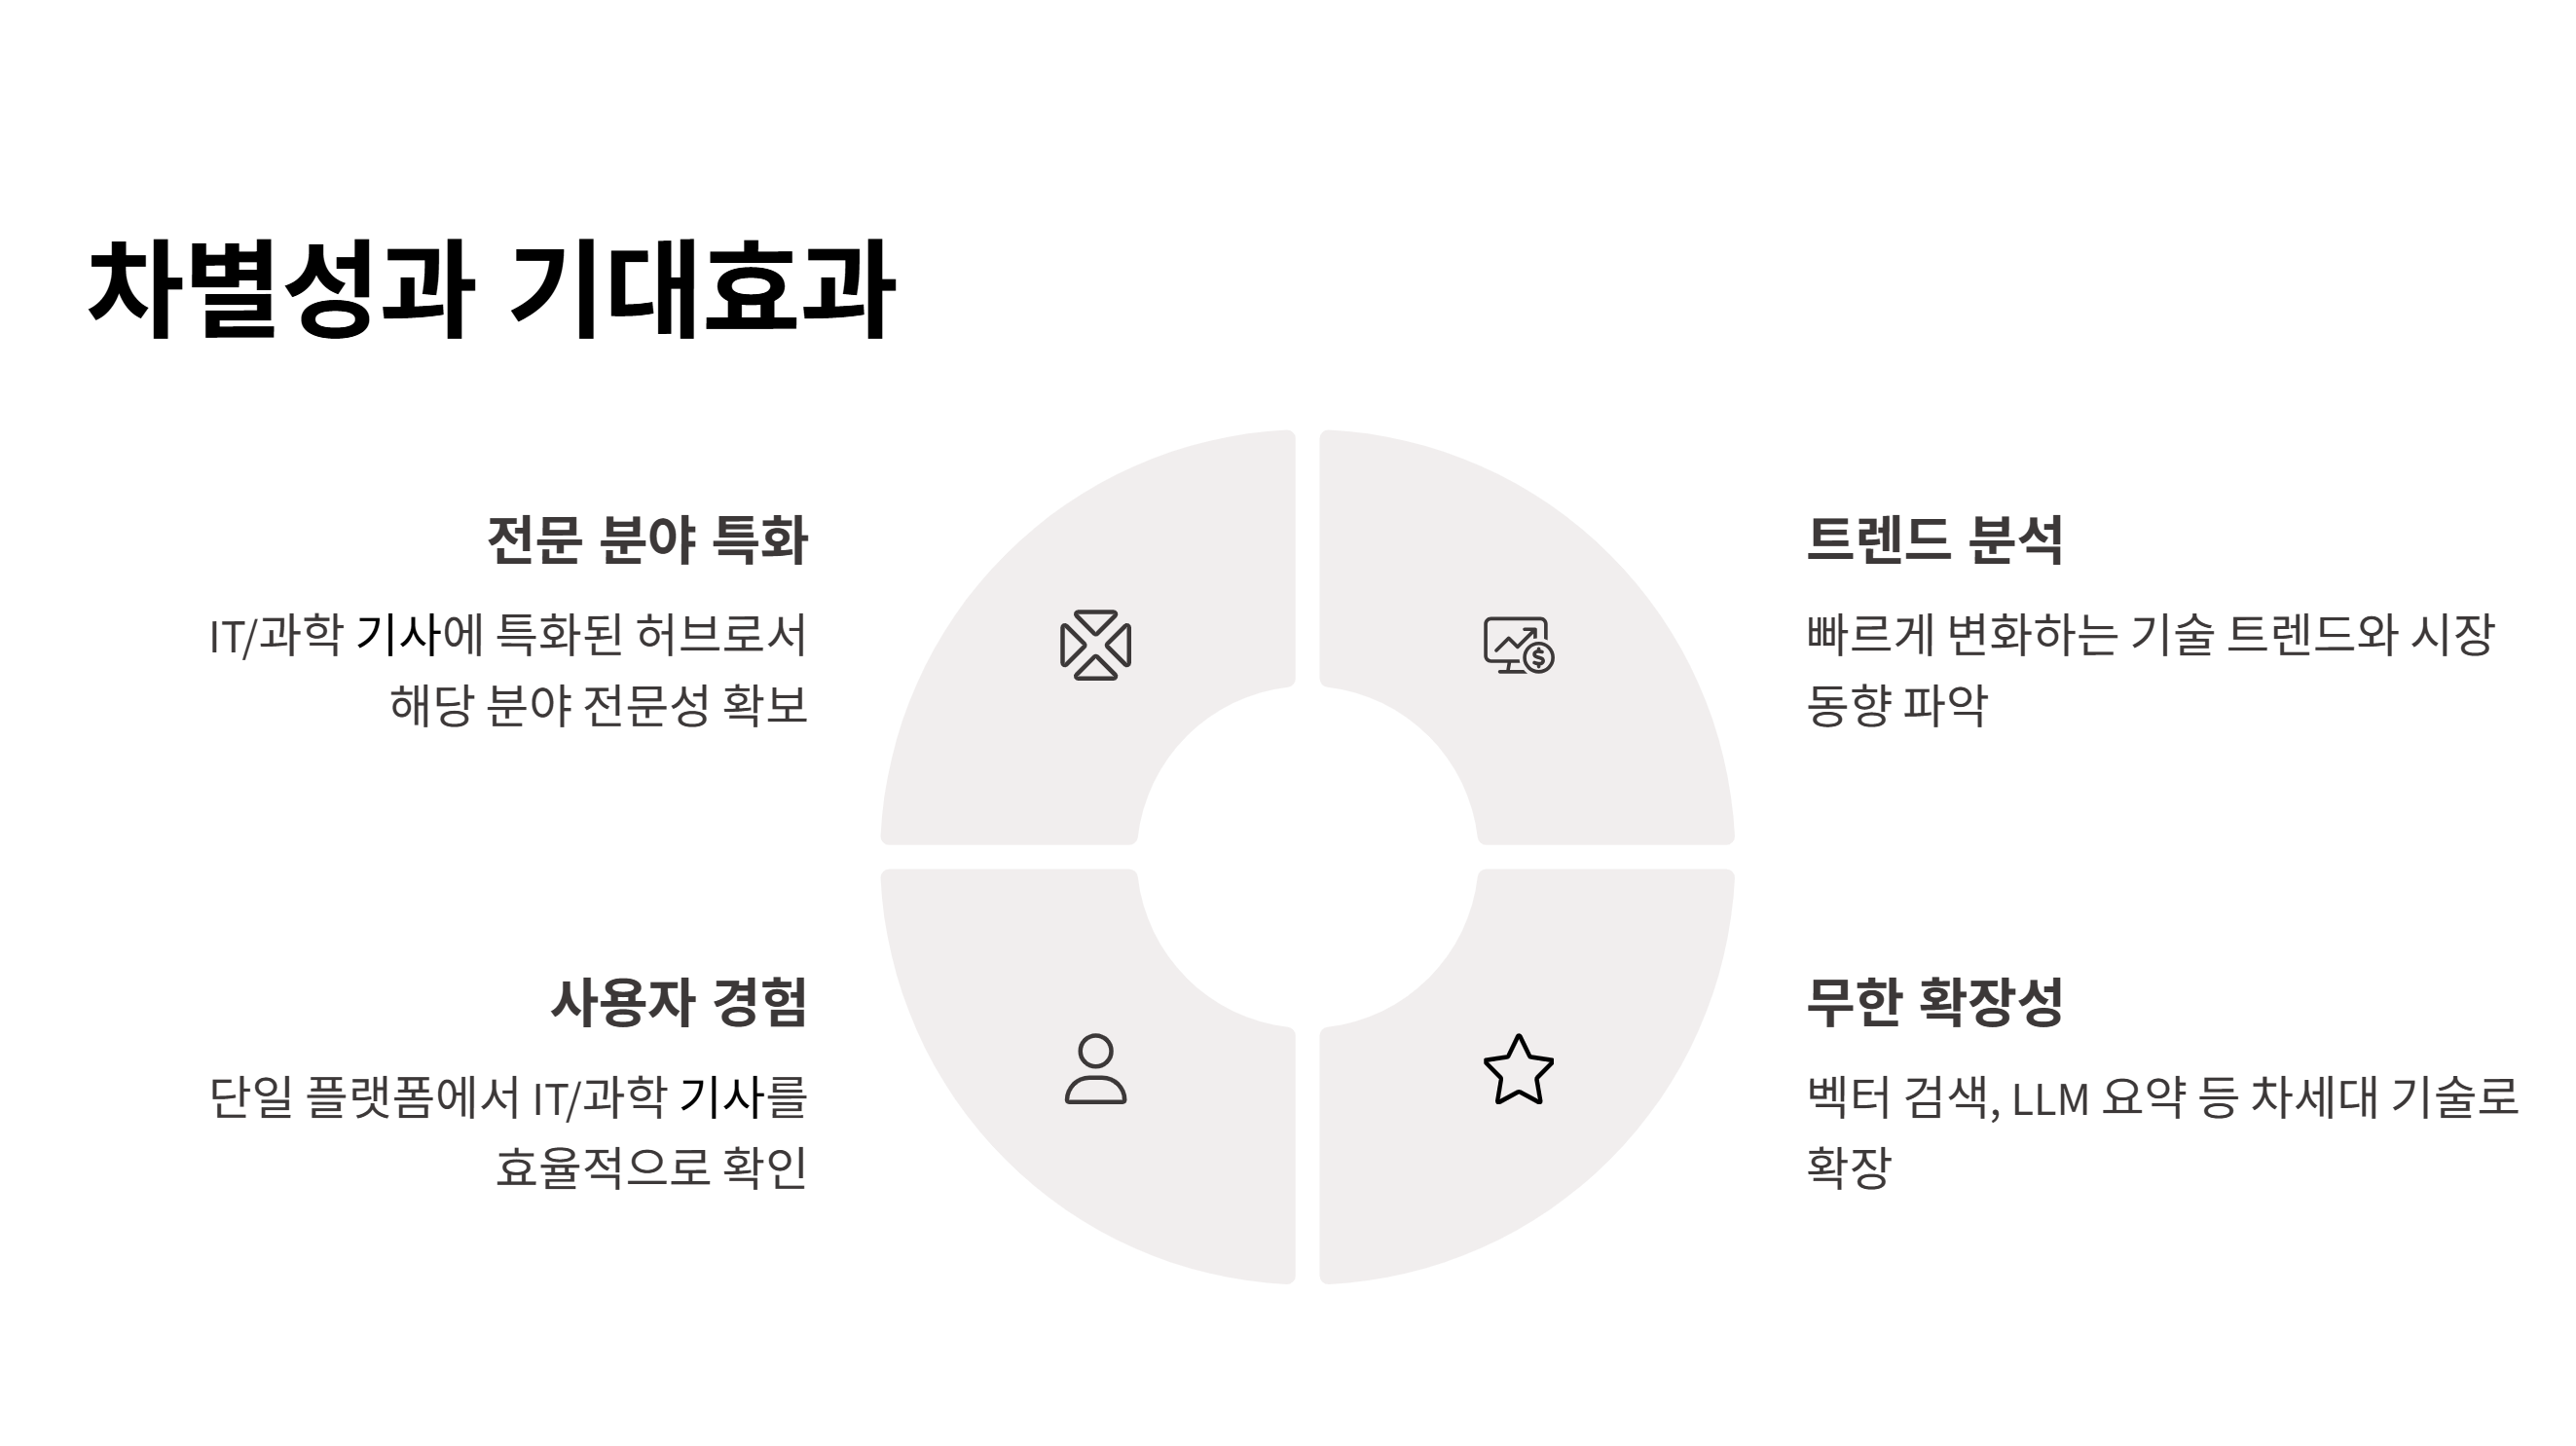 차별성과 기대효과
전문 분야 특화
IT/과학 기사에 특화된 허브로서
해당 분야 전문성 확보
트렌드 분석
빠르게 변화하는 기술 트렌드와 시장
동향 파악
사용자 경험
단일 플랫폼에서 IT/과학 기사를
효율적으로 확인
무한 확장성
벡터 검색, LLM 요약 등 차세대 기술로
확장